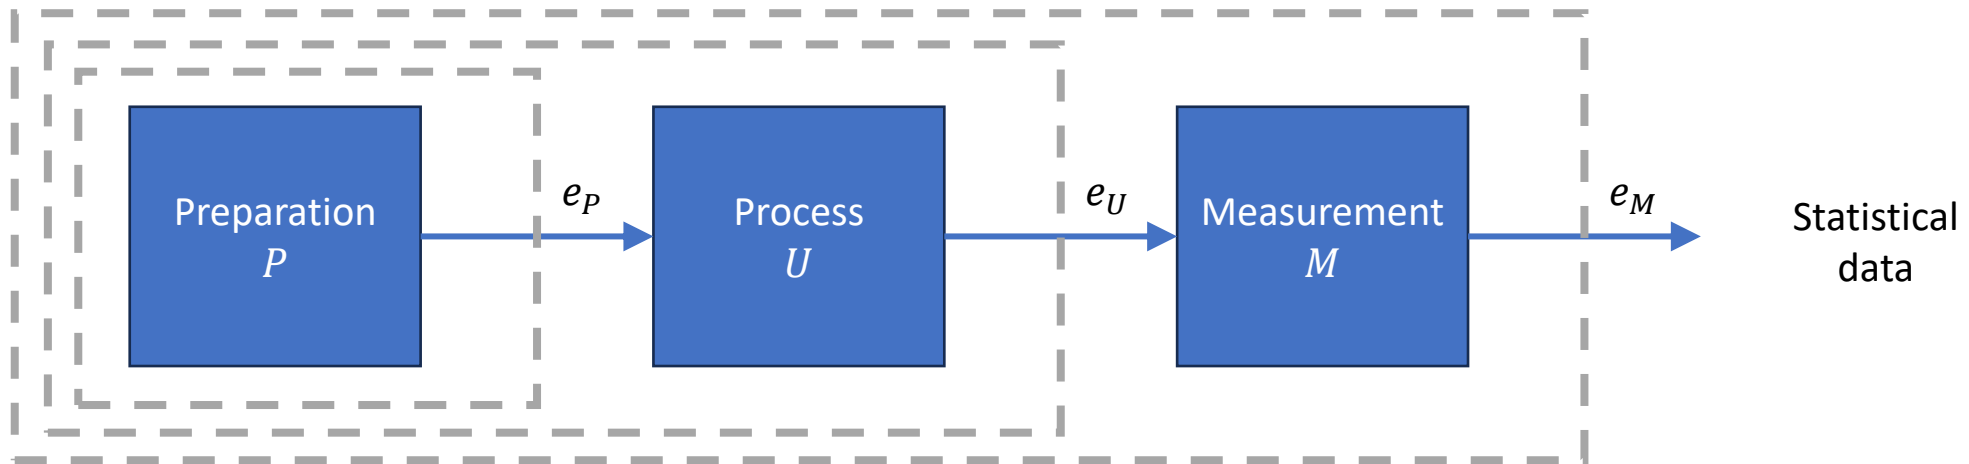 Preparation
P
e_P
Process
U
e_U
Measurement
M
e_M
Statistical
data